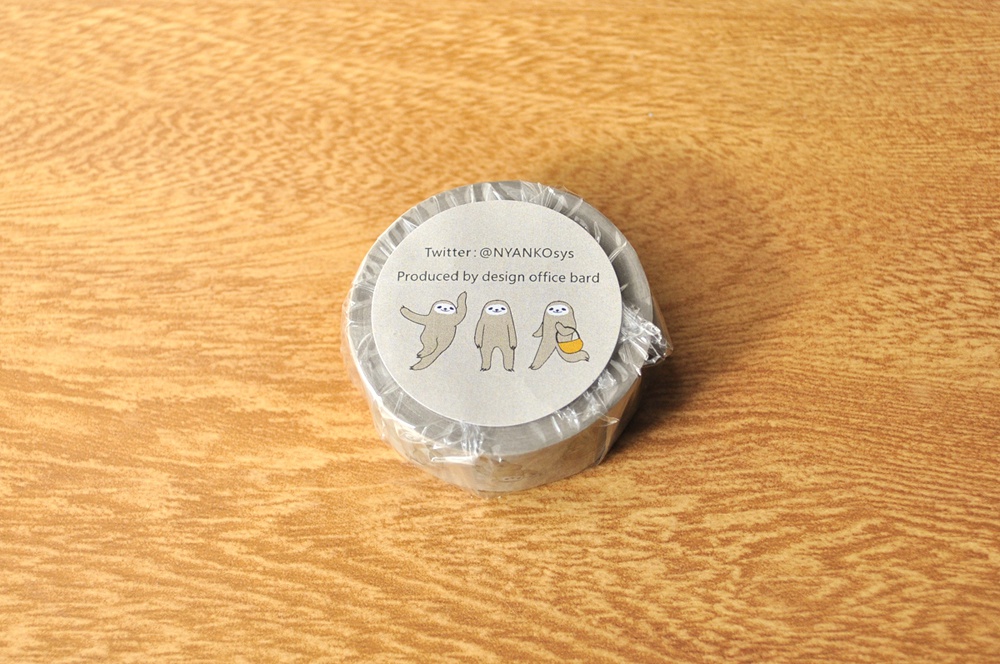 Twitter:@NYANKOsys
Produced by design office bard